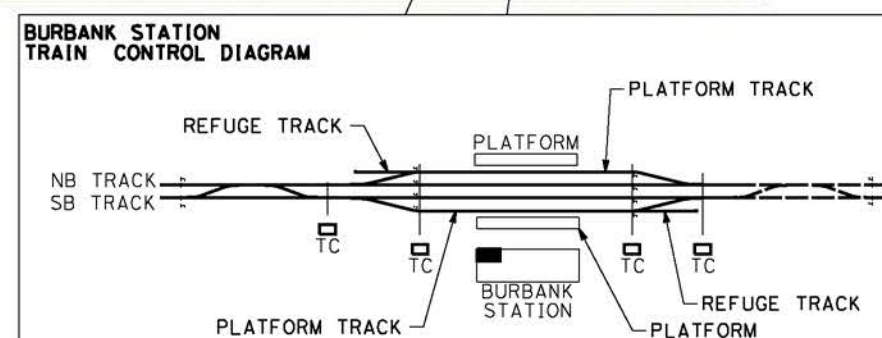 BURBANK STATION
TRAIN CONTROL DIAGRAM
PLATFORM TRACK
REFUGE TRACK
PLATFORM
NB TRACK
SB TRACK
TC
TC
TC
TC
BURBANK
STATION
REFUGE TRACK
PLATFORM TRACK
PLATFORM